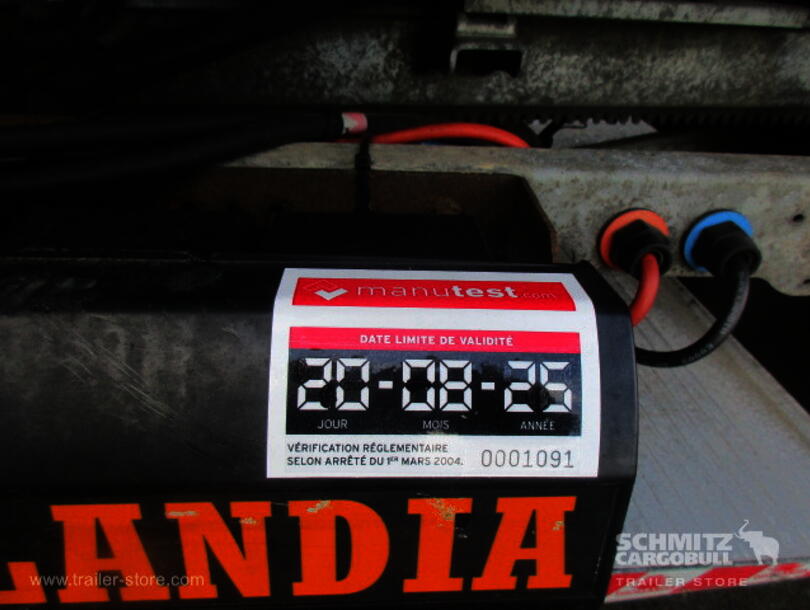 manutest.com
DATE LIMITE DE VALIDITÉ
20-08-25
JOUR MOIS ANNÉE
VÉRIFICATION RÉGLEMENTAIRE
SELON ARRÊTÉ DU 1ER MARS 2004. 0001091
LANDIA
www.trailer-store.com
SCHMITZ
CARGOBULL
TRAILER STORE